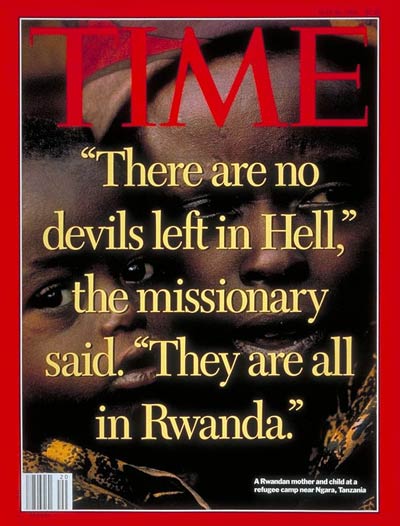 TIME
“There are no
devils left in Hell,”
the missionary
said. “They are all
in Rwanda.”
A Rwandan mother and child at a
refugee camp near Ngara, Tanzania
20